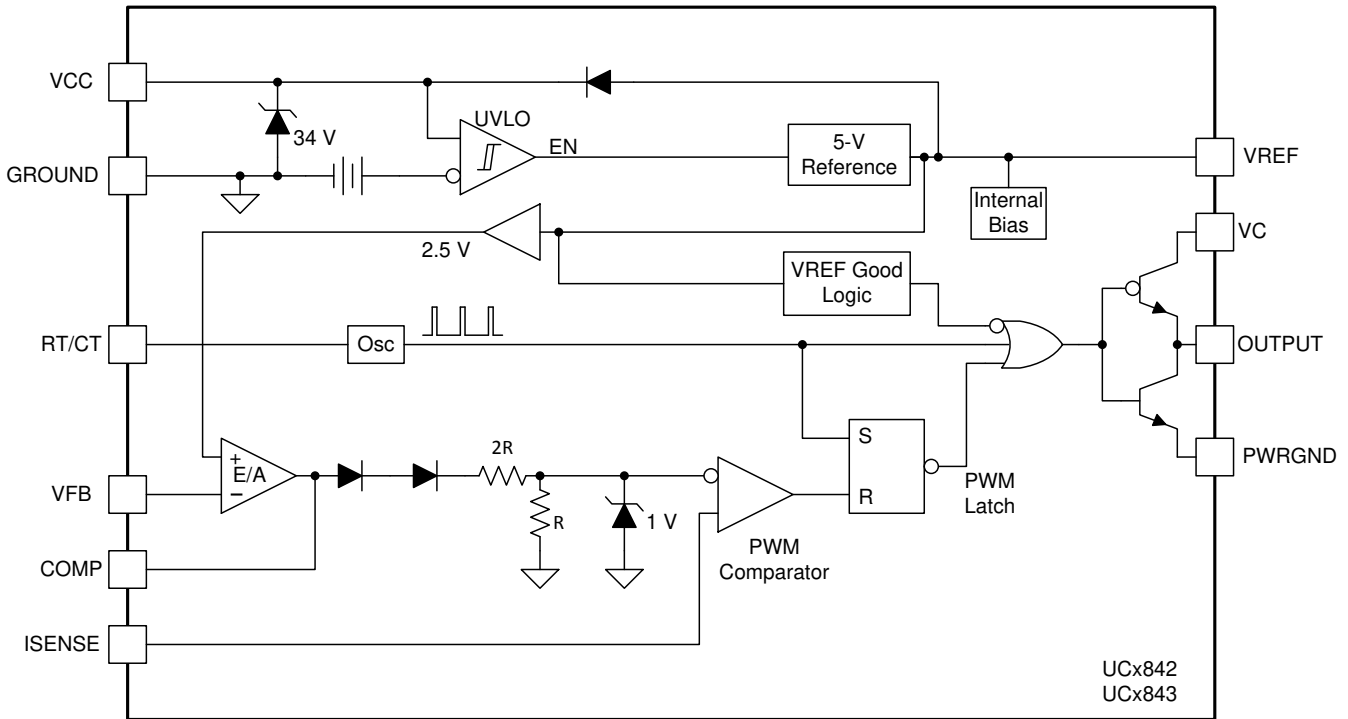 VCC
34 V
GROUND
UVLO
EN
5-V
Reference
VREF
Internal
Bias
VC
2.5 V
VREF Good
Logic
RT/CT
Osc
OUTPUT
S
R
PWM
Latch
PWRGND
+
E/A
−
VFB
2R
R
1 V
PWM
Comparator
COMP
ISENSE
UCx842
UCx843